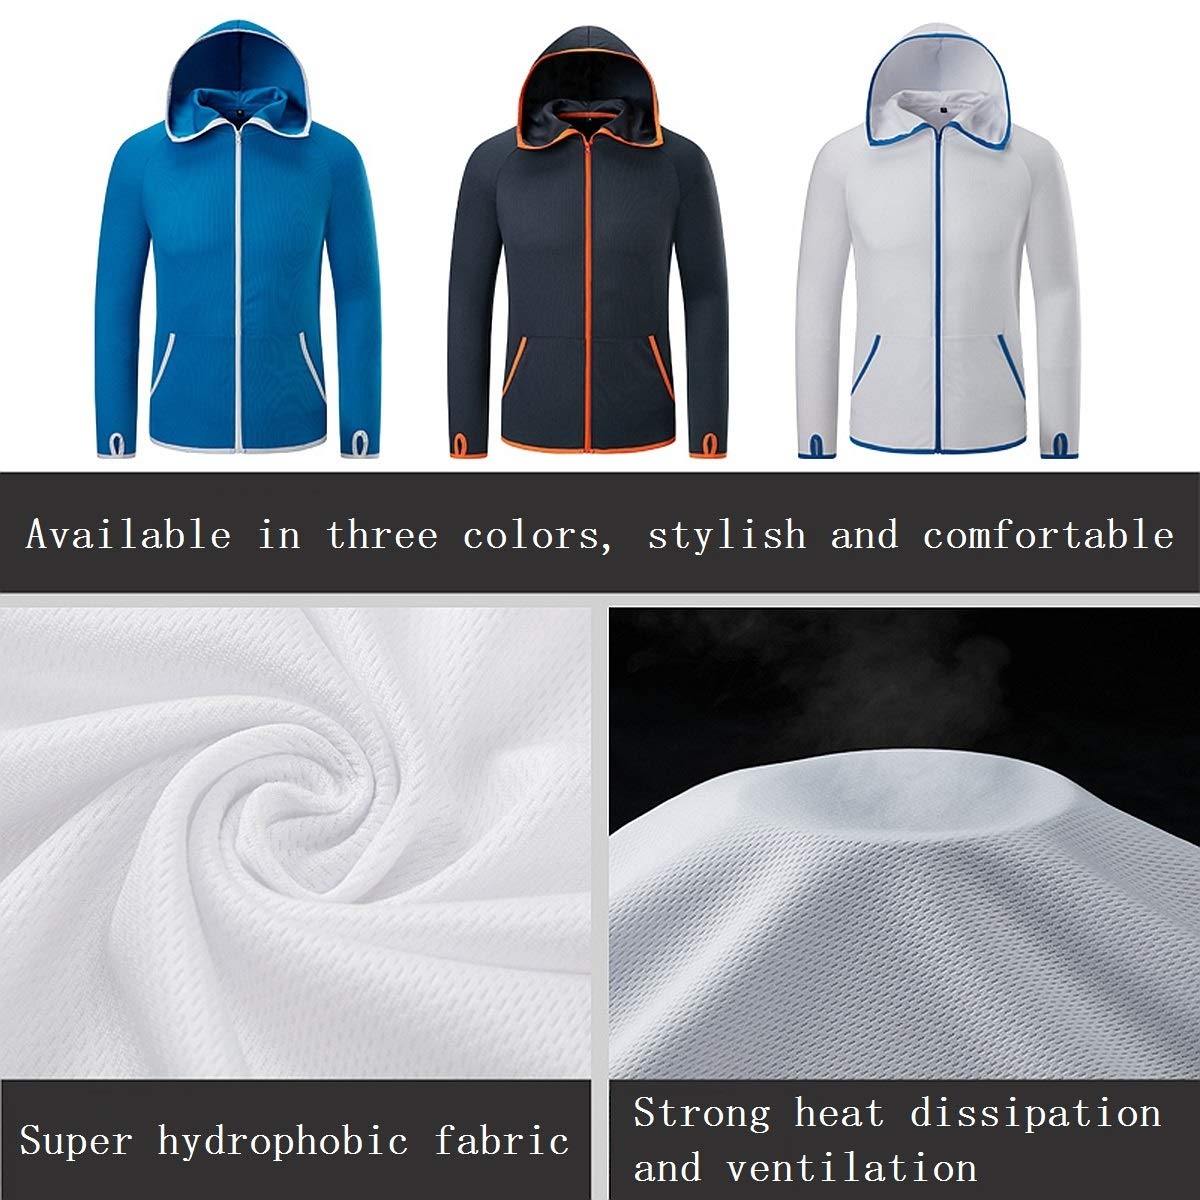 Available in three colors, stylish and comfortable
Super hydrophobic fabric
Strong heat dissipation
and ventilation